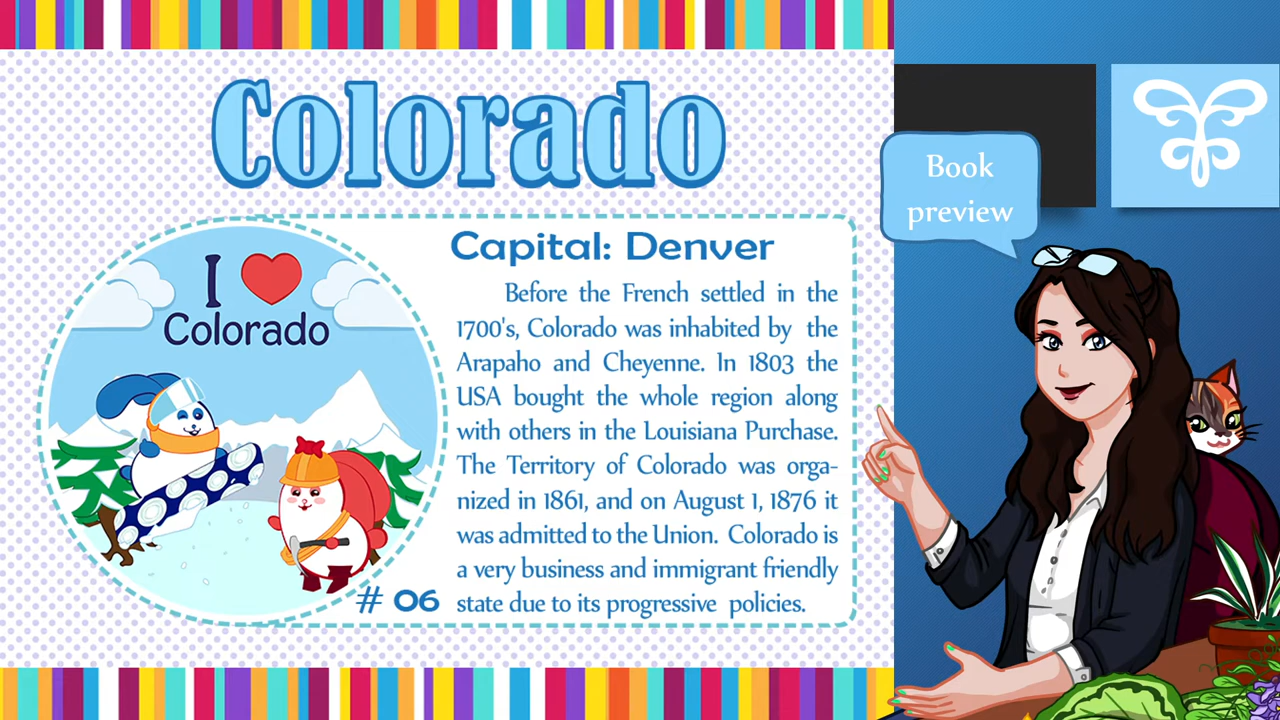 Colorado
Book
preview
I
Colorado
Capital: Denver
Before the French settled in the
1700's, Colorado was inhabited by the
Arapaho and Cheyenne. In 1803 the
USA bought the whole region along
with others in the Louisiana Purchase.
The Territory of Colorado was orga-
nized in 1861, and on August 1, 1876 it
was admitted to the Union. Colorado is
a very business and immigrant friendly
state due to its progressive policies.
# 06